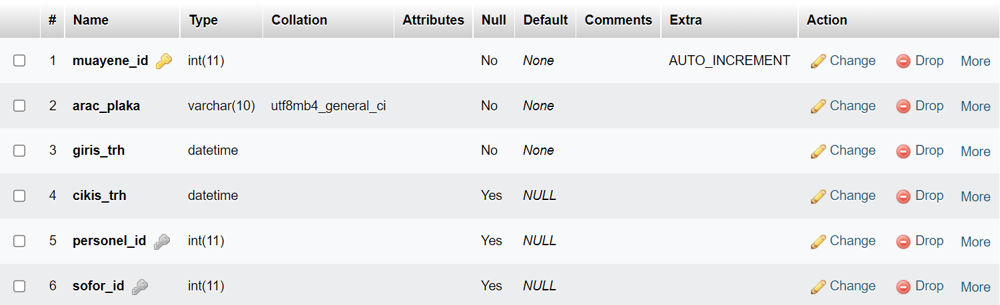 # Name Type Collation Attributes Null Default Comments Extra Action
1 muayene_id int(11) No None AUTO_INCREMENT Change Drop More
2 arac_plaka varchar(10) utf8mb4_general_ci No None Change Drop More
3 giris_trh datetime No None Change Drop More
4 cikis_trh datetime Yes NULL Change Drop More
5 personel_id int(11) Yes NULL Change Drop More
6 sofor_id int(11) Yes NULL Change Drop More